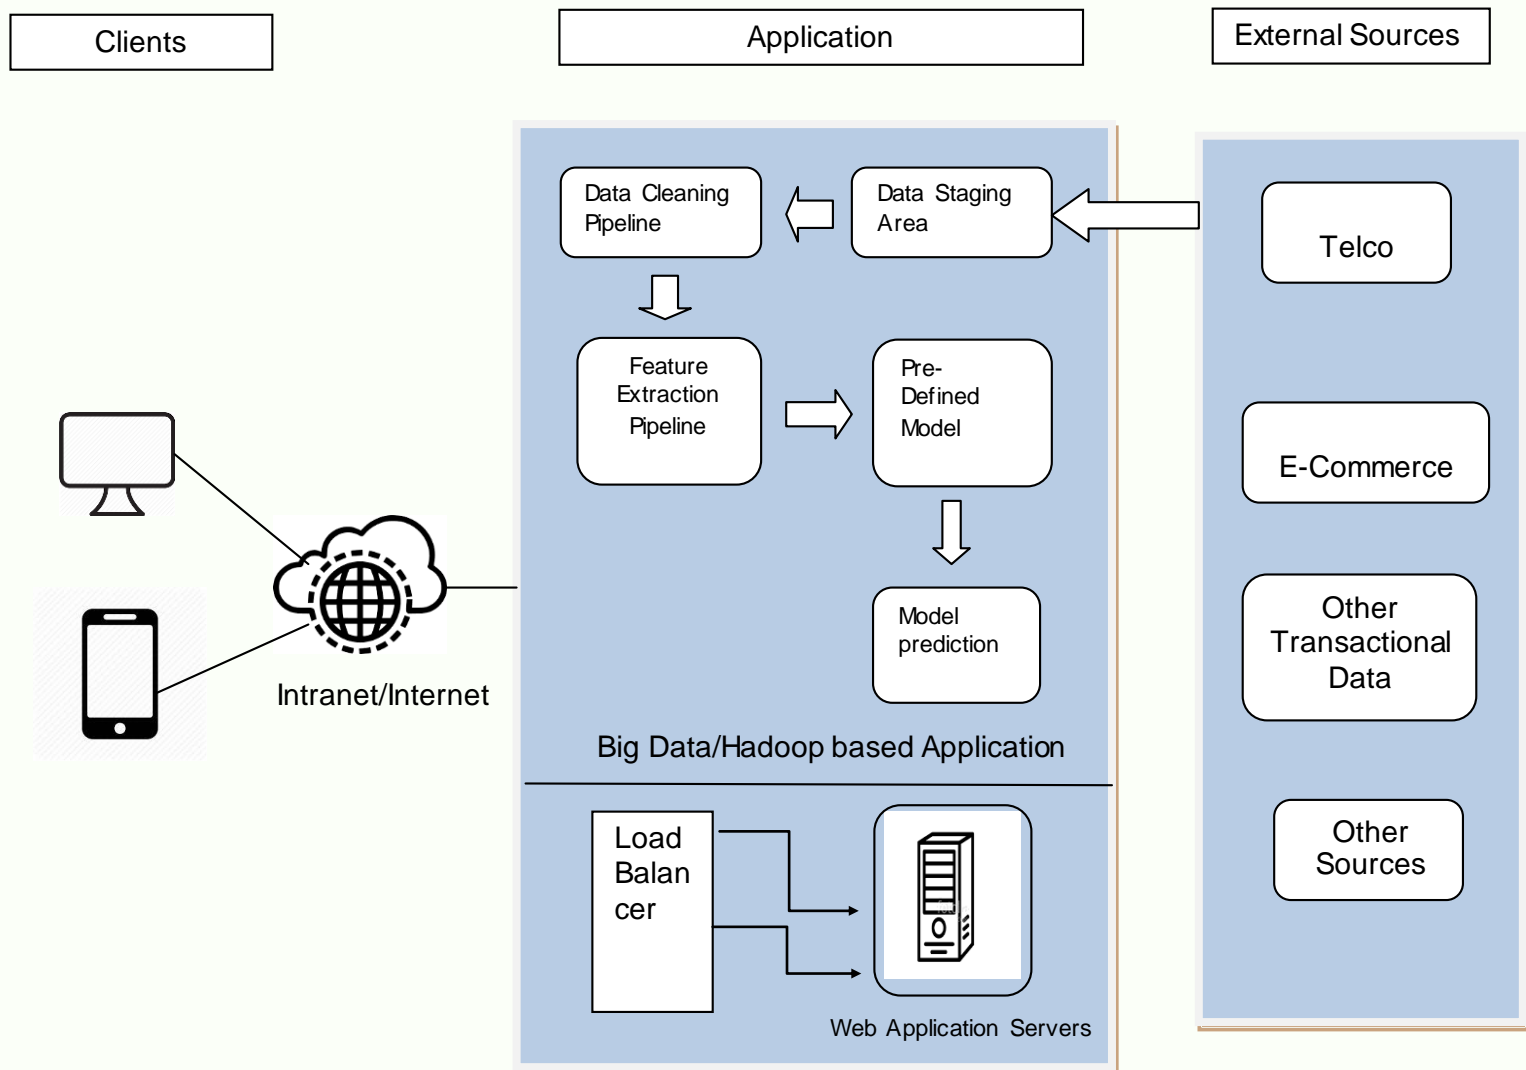 Clients
Application
External Sources
Data Cleaning
Pipeline
Data Staging
Area
Telco
Feature
Extraction
Pipeline
Pre-
Defined
Model
E-Commerce
Model
prediction
Other
Transactional
Data
Intranet/Internet
Big Data/Hadoop based Application
Load
Balan
cer
Other
Sources
Web Application Servers